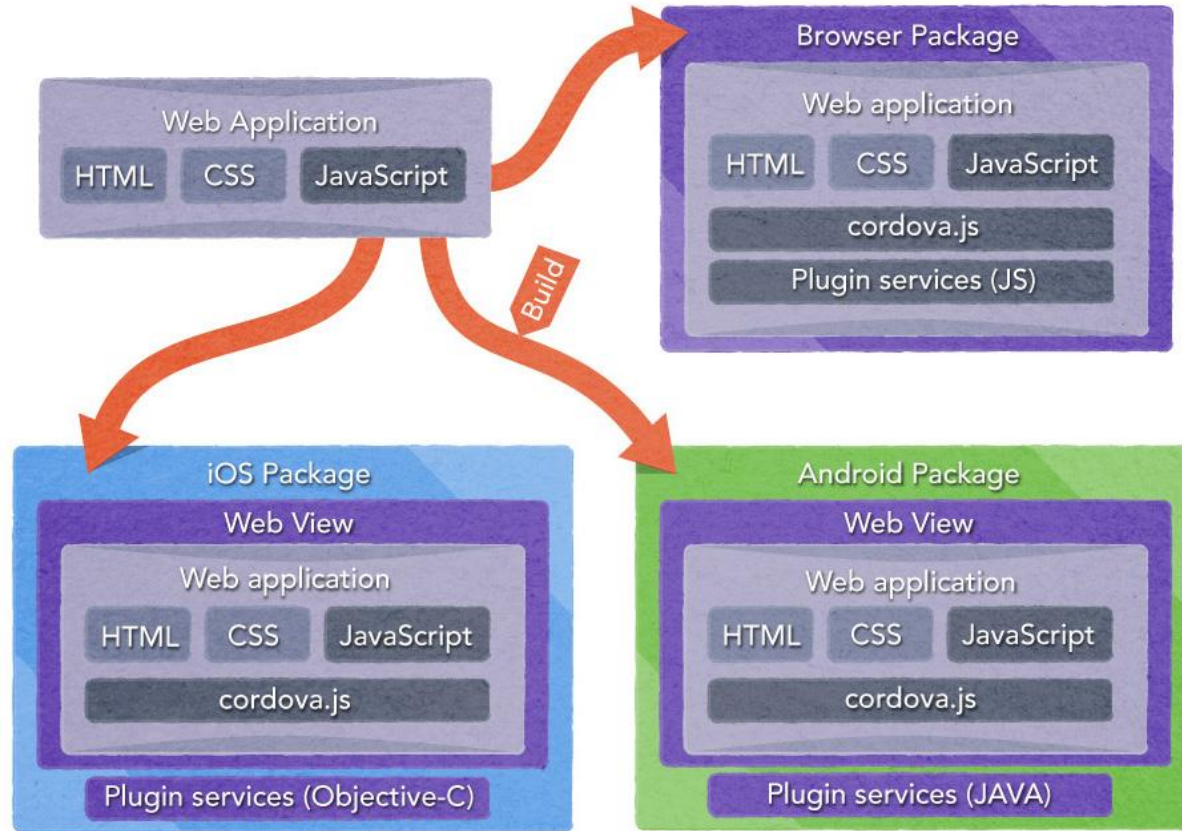 Web Application
HTML CSS JavaScript
Build
Browser Package
Web application
HTML CSS JavaScript
cordova.js
Plugin services (JS)
iOS Package
Web View
Web application
HTML CSS JavaScript
cordova.js
Plugin services (Objective-C)
Android Package
Web View
Web application
HTML CSS JavaScript
cordova.js
Plugin services (JAVA)